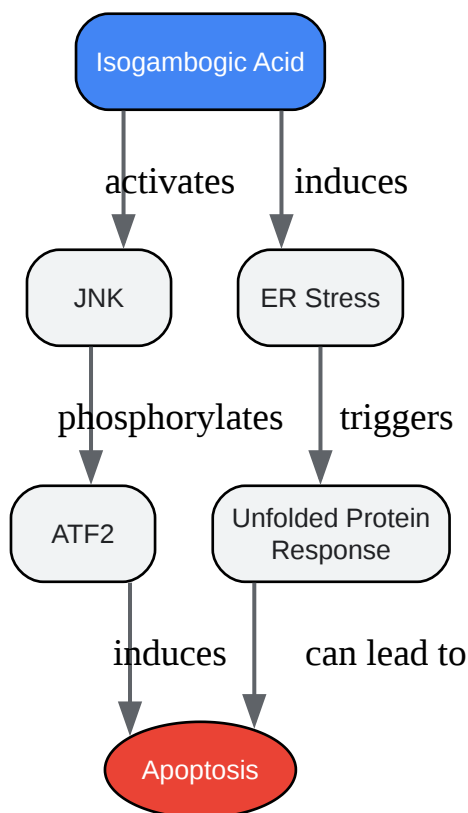 Isogambogic Acid
activates
induces
JNK
ER Stress
phosphorylates
triggers
ATF2
Unfolded Protein
Response
induces
can lead to
Apoptosis